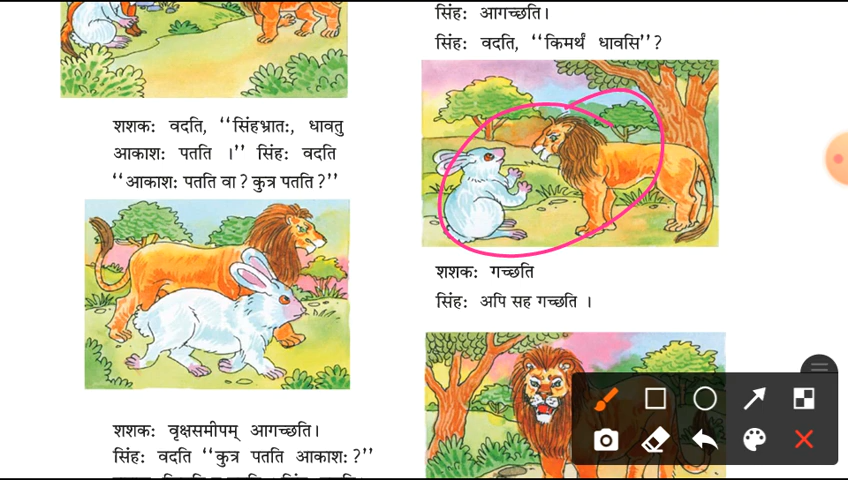 सिंह: आगच्छति।
सिंह: वदति, ‘‘किमर्थं धावसि’’?
शशक: वदति, ‘‘सिंहभ्रात:, धावतु
आकाश: पतति ।’’ सिंह: वदति
‘‘आकाश: पतति वा? कुत्र पतति?’’
शशक: गच्छति
सिंह: अपि सह गच्छति ।
शशक: वृक्षसमीपम् आगच्छति।
सिंह: वदति ‘‘कुत्र पतति आकाश:?’’